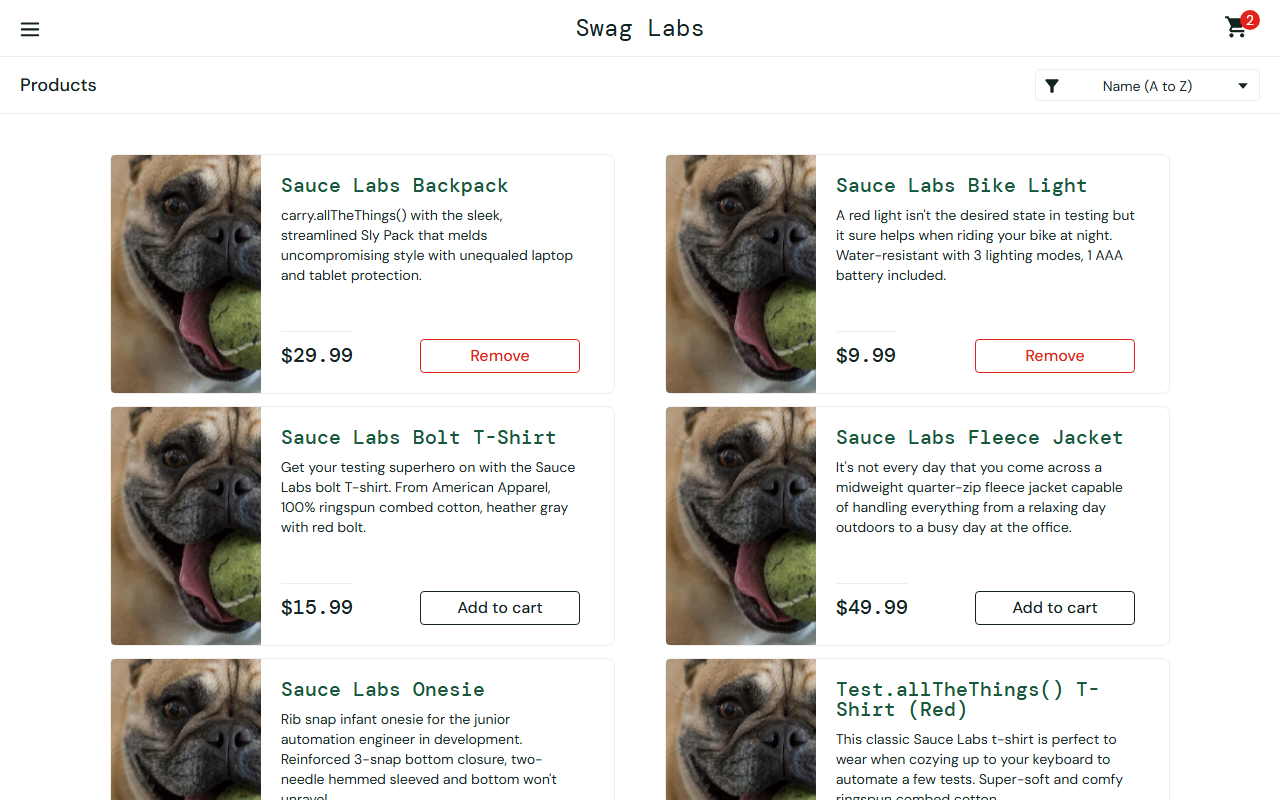 Swag Labs
2
Products
Name (A to Z)
Sauce Labs Backpack
carry.allTheThings() with the sleek,
streamlined Sly Pack that melds
uncompromising style with unequaled laptop
and tablet protection.
$29.99
Remove
Sauce Labs Bike Light
A red light isn't the desired state in testing but
it sure helps when riding your bike at night.
Water-resistant with 3 lighting modes, 1 AAA
battery included.
$9.99
Remove
Sauce Labs Bolt T-Shirt
Get your testing superhero on with the Sauce
Labs bolt T-shirt. From American Apparel,
100% ringspun combed cotton, heather gray
with red bolt.
$15.99
Add to cart
Sauce Labs Fleece Jacket
It's not every day that you come across a
midweight quarter-zip fleece jacket capable
of handling everything from a relaxing day
outdoors to a busy day at the office.
$49.99
Add to cart
Sauce Labs Onesie
Rib snap infant onesie for the junior
automation engineer in development.
Reinforced 3-snap bottom closure, two-
needle hemmed sleeved and bottom won't
unravel.
Test.allTheThings() T-
Shirt (Red)
This classic Sauce Labs t-shirt is perfect to
wear when cozying up to your keyboard to
automate a few tests. Super-soft and comfy
ringspun combed cotton.